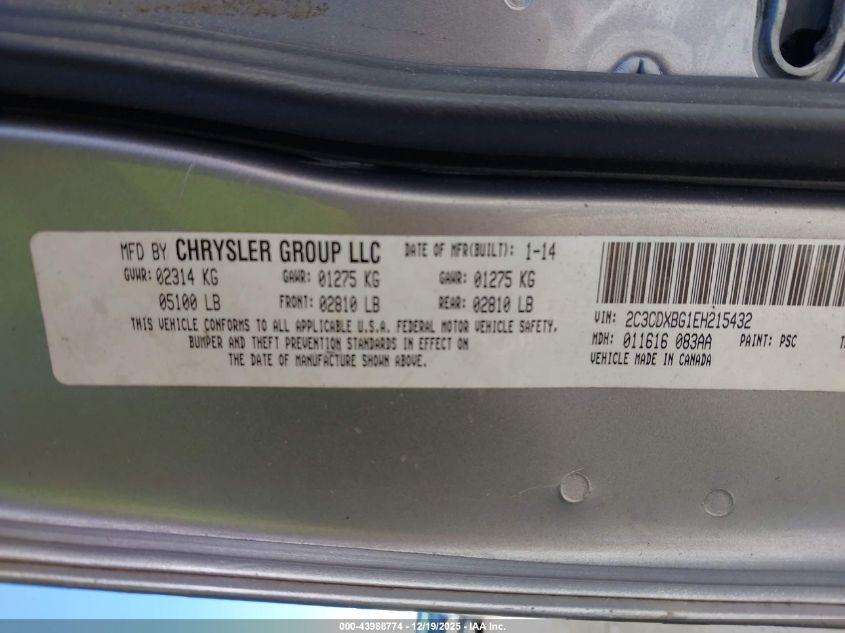 MFD BY CHRYSLER GROUP LLC DATE OF MFR(BUILT): 1-14
GVWR: 02314 KG GAWR: 01275 KG GAWR: 01275 KG
05100 LB FRONT: 02810 LB REAR: 02810 LB
THIS VEHICLE CONFORMS TO ALL APPLICABLE U.S.A. FEDERAL MOTOR VEHICLE SAFETY,
BUMPER AND THEFT PREVENTION STANDARDS IN EFFECT ON
THE DATE OF MANUFACTURE SHOWN ABOVE.
VIN: 2C3CDXBG1EH215432
MDH: 011616 083AA PAINT: PSC
VEHICLE MADE IN CANADA
000-43988774 - 12/19/2025 - IAA Inc.